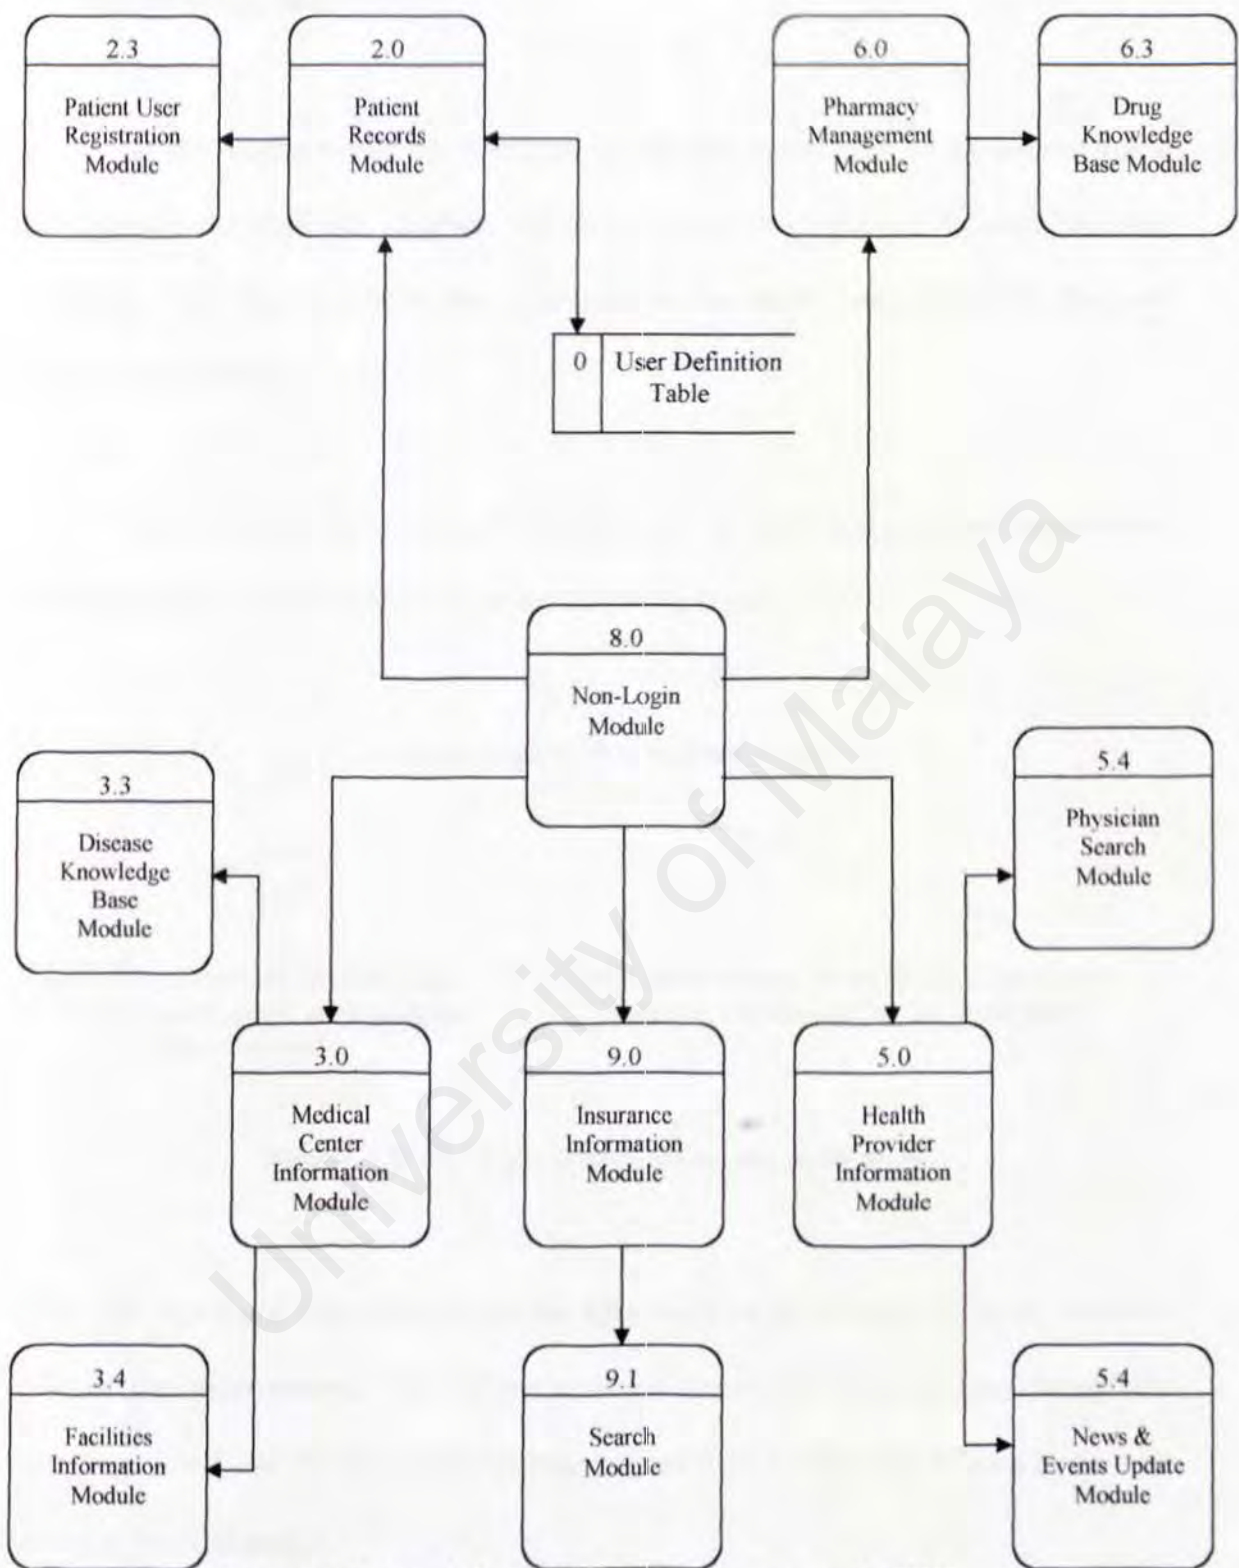 2.3
Patient User
Registration
Module
2.0
Patient
Records
Module
6.0
Pharmacy
Management
Module
6.3
Drug
Knowledge
Base Module
0
User Definition
Table
8.0
Non-Login
Module
3.3
Disease
Knowledge
Base
Module
5.4
Physician
Search
Module
3.0
Medical
Center
Information
Module
9.0
Insurance
Information
Module
5.0
Health
Provider
Information
Module
3.4
Facilities
Information
Module
9.1
Search
Module
5.4
News &
Events Update
Module
University of Malaya